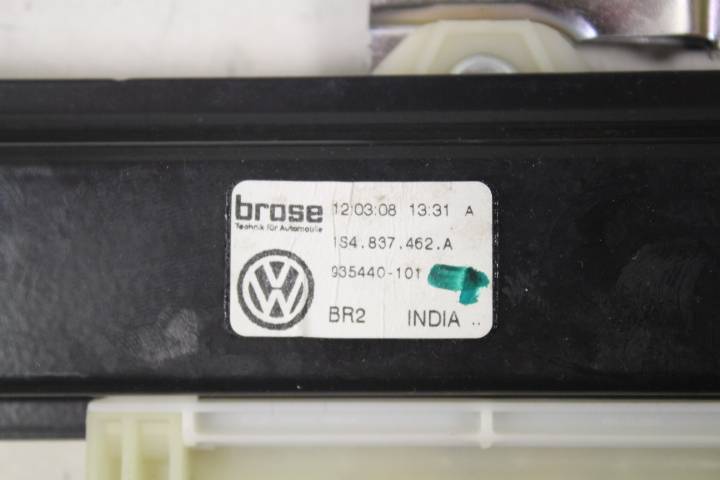 brose 12:03:08 13:31 A
Technik für Automobile
1S4.837.462.A
935440-101
BR2 INDIA ..